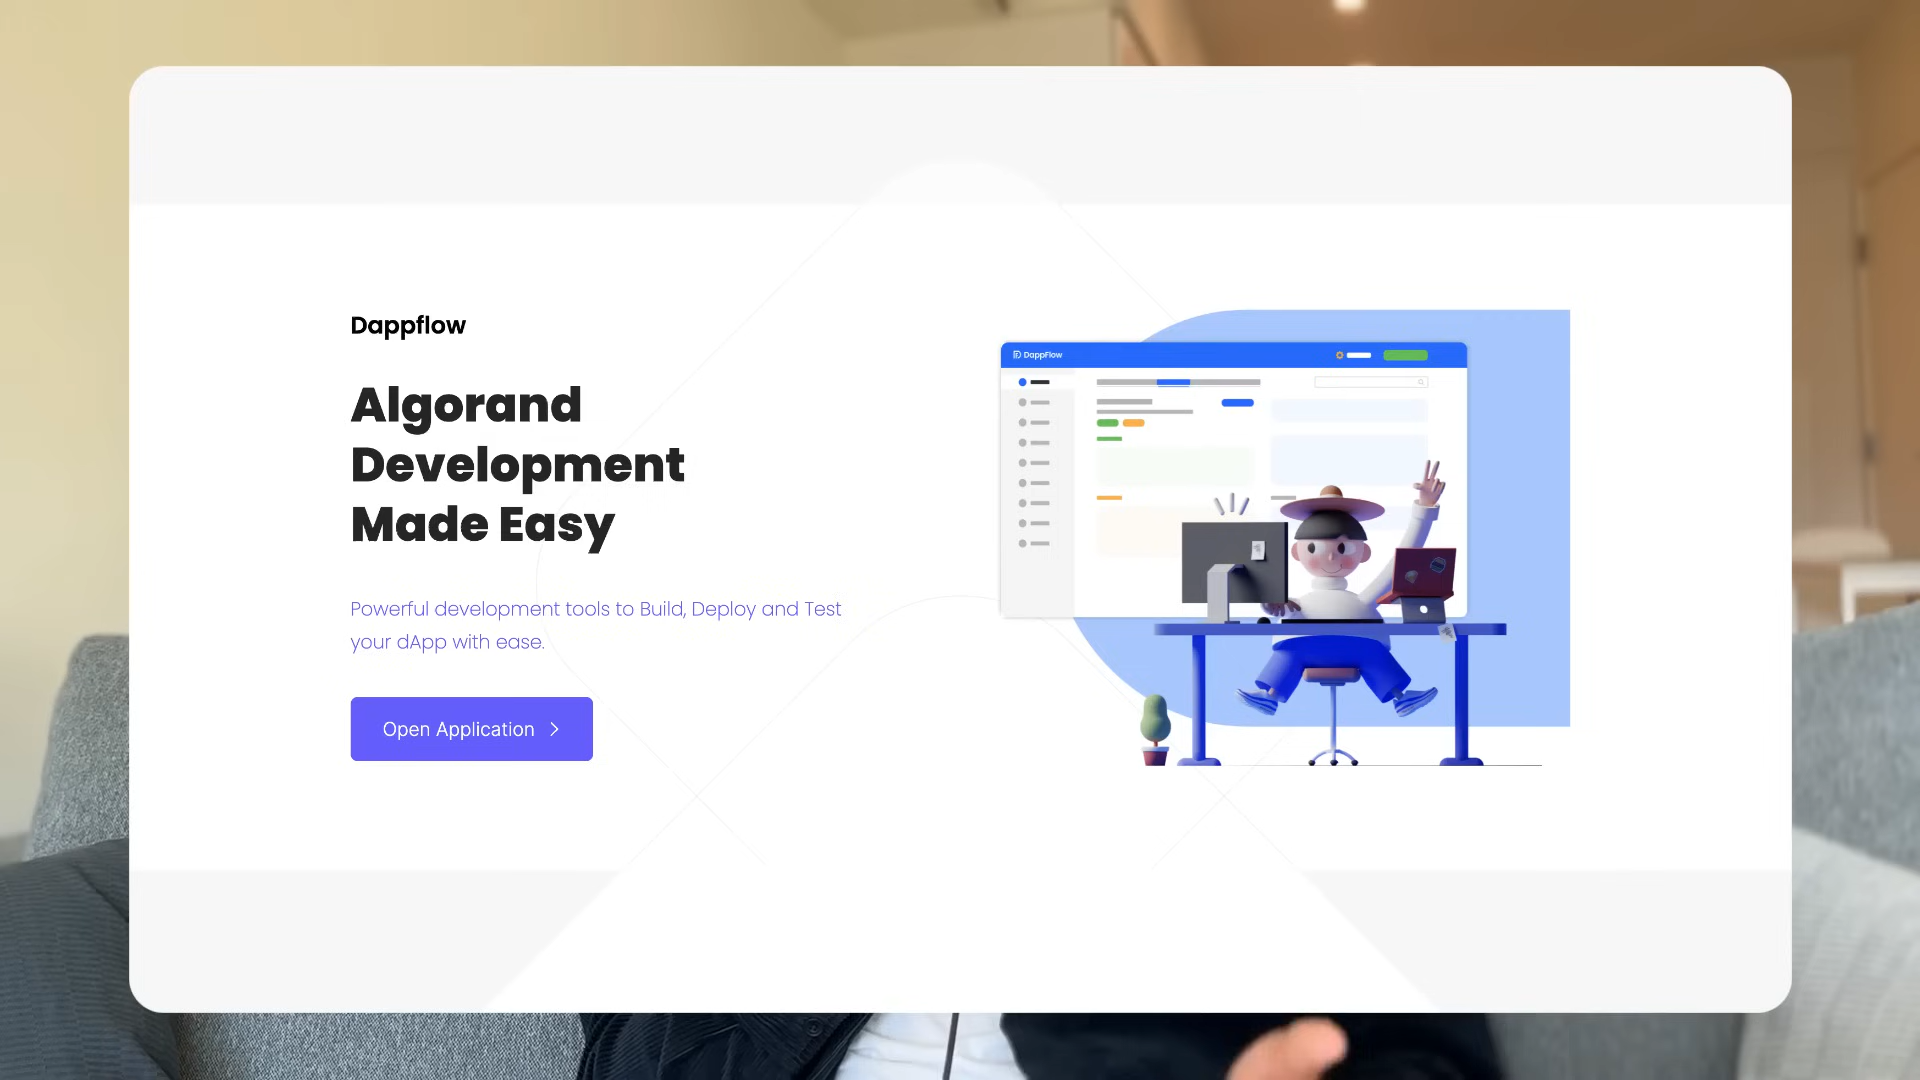 Dappflow
Algorand
Development
Made Easy
Powerful development tools to Build, Deploy and Test
your dApp with ease.
Open Application
DappFlow